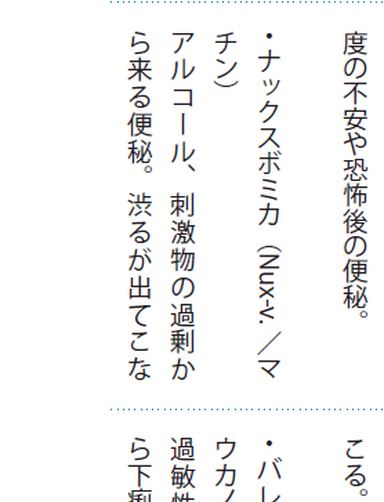 度の不安や恐怖後の便秘。
・ナックスボミカ（Nux-v.／マ
チン）
アルコール、刺激物の過剰か
ら来る便秘。渋るが出てこな
こる。
・バレ
ウカノ
過敏性
ら下痢